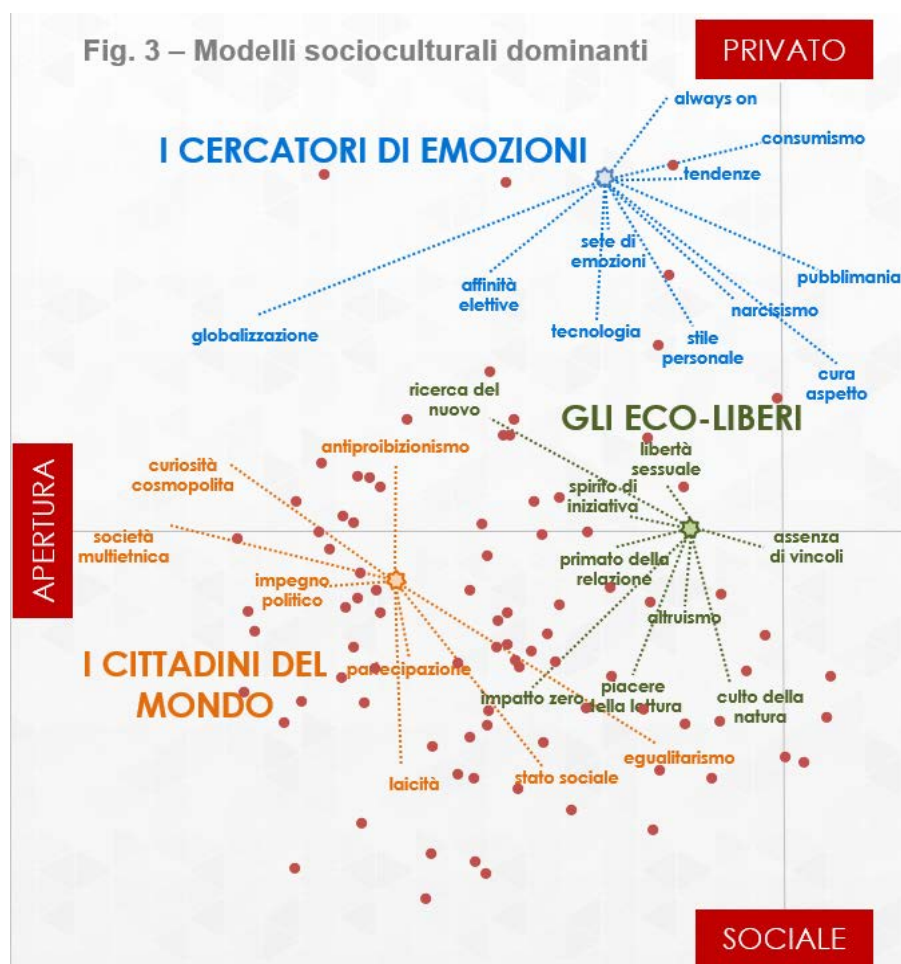 Fig. 3 – Modelli socioculturali dominanti
PRIVATO
always on
consumismo
I CERCATORI DI EMOZIONI
tendenze
sete di
emozioni
affinità
elettive
pubblimania
narcisismo
globalizzazione
tecnologia
stile
personale
cura
aspetto
ricerca del
nuovo
GLI ECO-LIBERI
libertà
sessuale
antiproibizionismo
curiosità
cosmopolita
spirito di
iniziativa
APERTURA
società
multietnica
assenza
di vincoli
primato della
relazione
impegno
politico
altruismo
I CITTADINI DEL
MONDO
partecipazione
impatto zero
piacere
della lettura
culto della
natura
egualitarismo
laicità
stato sociale
SOCIALE